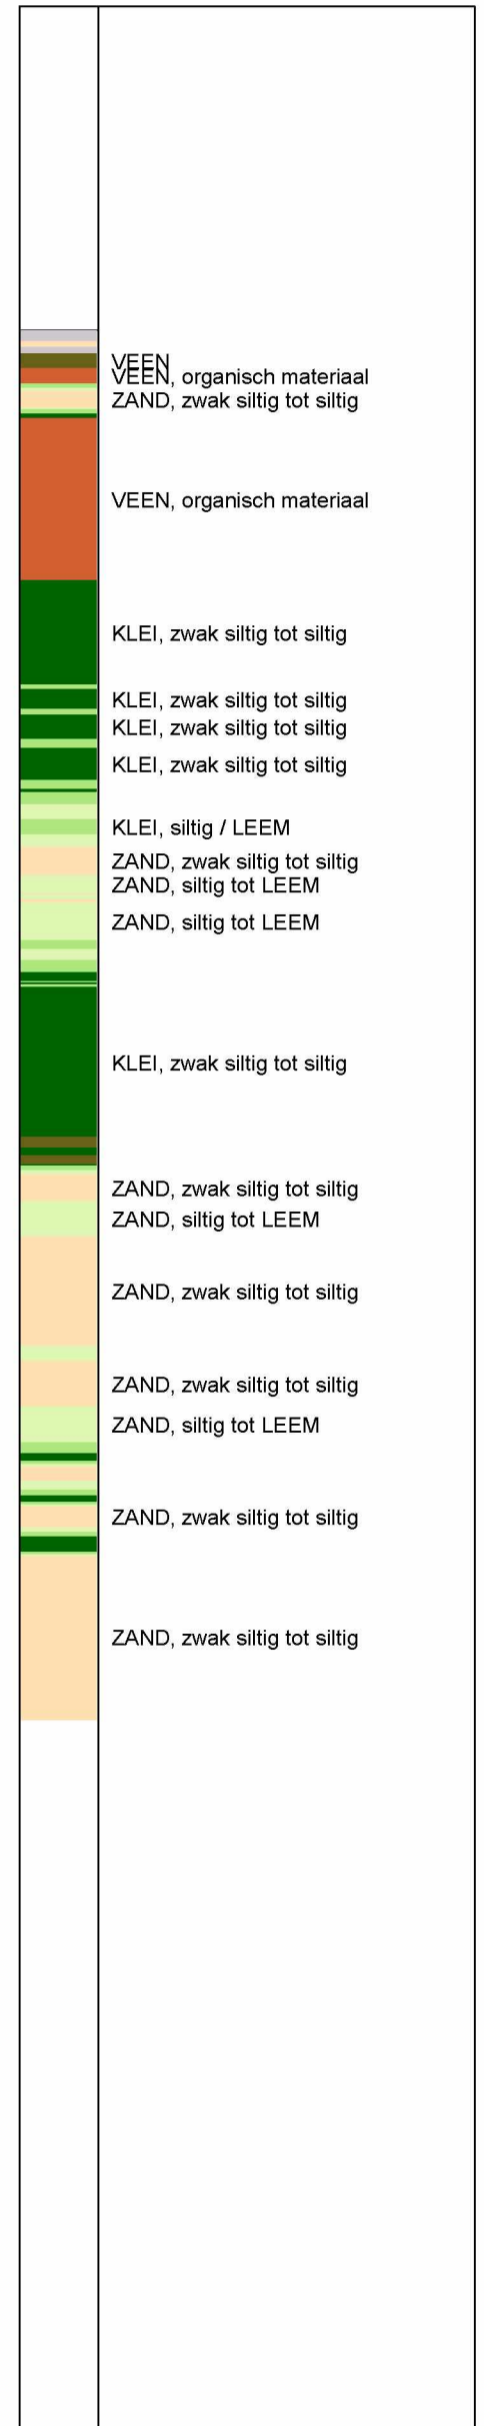 VEEN
VEEN, organisch materiaal
ZAND, zwak siltig tot siltig
VEEN, organisch materiaal
KLEI, zwak siltig tot siltig
KLEI, zwak siltig tot siltig
KLEI, zwak siltig tot siltig
KLEI, zwak siltig tot siltig
KLEI, siltig / LEEM
ZAND, zwak siltig tot siltig
ZAND, siltig tot LEEM
ZAND, siltig tot LEEM
KLEI, zwak siltig tot siltig
ZAND, zwak siltig tot siltig
ZAND, siltig tot LEEM
ZAND, zwak siltig tot siltig
ZAND, zwak siltig tot siltig
ZAND, siltig tot LEEM
ZAND, zwak siltig tot siltig
ZAND, zwak siltig tot siltig